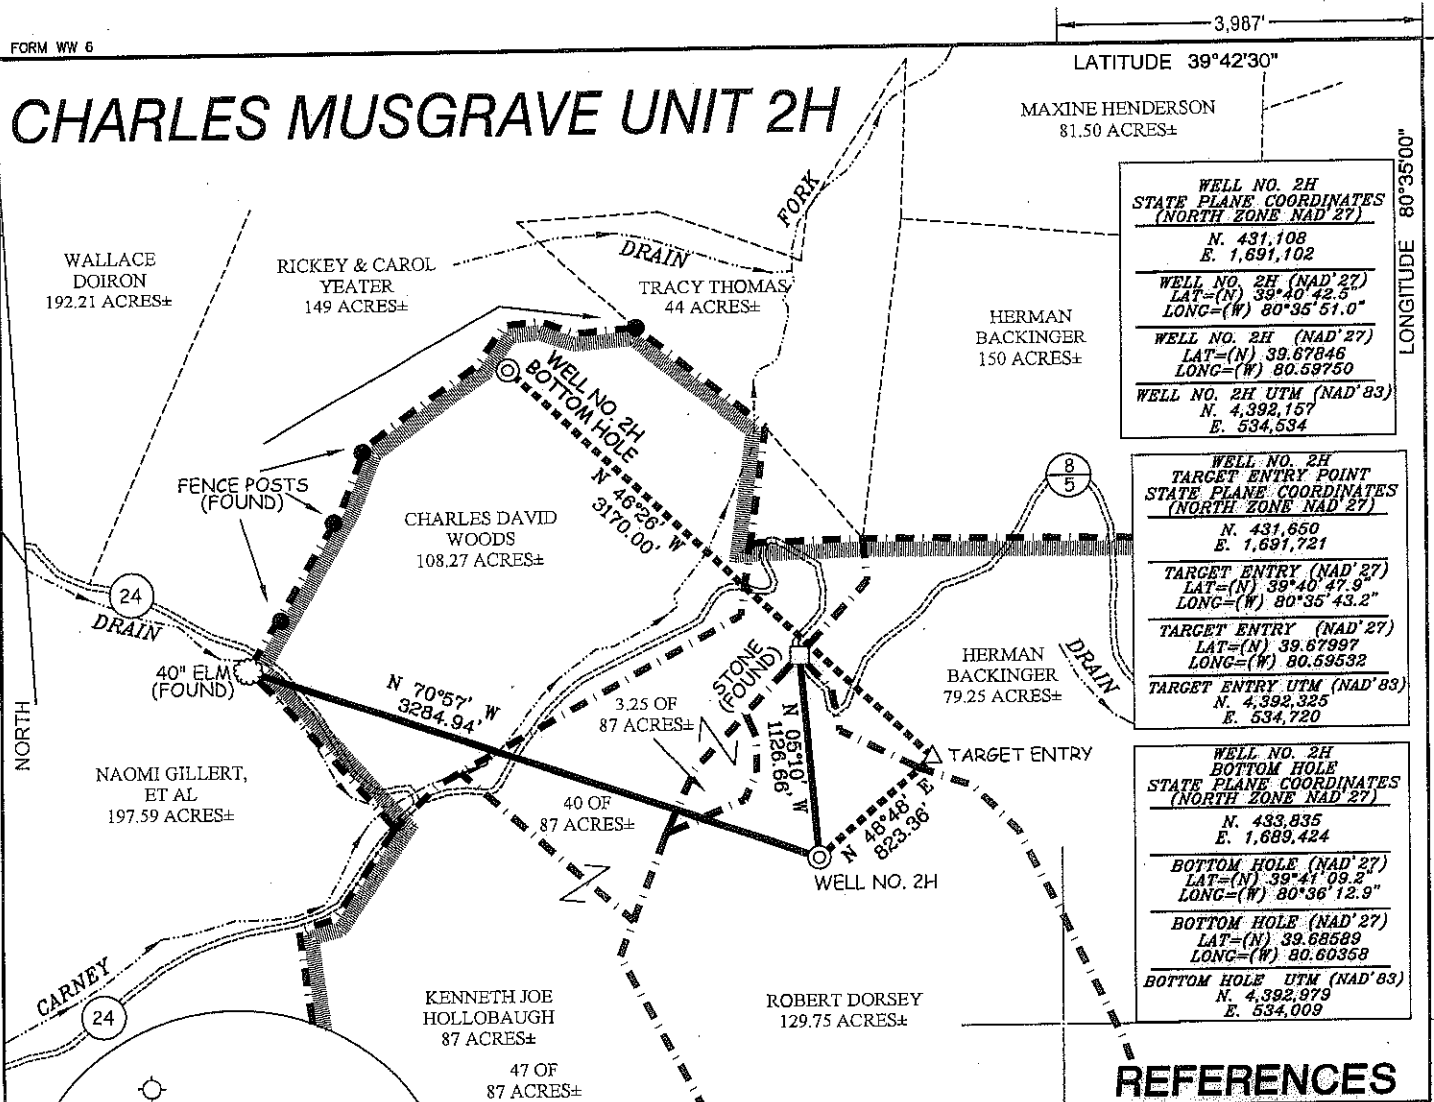 FORM WW 6
3,987'
LATITUDE 39°42'30"
LONGITUDE 80°35'00"
CHARLES MUSGRAVE UNIT 2H
MAXINE HENDERSON
81.50 ACRES±
WALLACE
DOIRON
192.21 ACRES±
RICKEY & CAROL
YEATER
149 ACRES±
DRAIN
FORK
TRACY THOMAS
44 ACRES±
HERMAN
BACKINGER
150 ACRES±
WELL NO. 2H
BOTTOM HOLE
N 46°26' W
3170.00'
FENCE POSTS
(FOUND)
CHARLES DAVID
WOODS
108.27 ACRES±
8
5
24
DRAIN
40" ELM
(FOUND)
NORTH
N 70°57' W
3284.94'
STONE
(FOUND)
3.25 OF
87 ACRES±
HERMAN
BACKINGER
79.25 ACRES±
DRAIN
N 05°10' W
1126.66'
TARGET ENTRY
N 48°48' E
823.36'
WELL NO. 2H
NAOMI GILLERT,
ET AL
197.59 ACRES±
40 OF
87 ACRES±
CARNEY
24
KENNETH JOE
HOLLOBAUGH
87 ACRES±
47 OF
87 ACRES±
ROBERT DORSEY
129.75 ACRES±
WELL NO. 2H
STATE PLANE COORDINATES
(NORTH ZONE NAD'27)
N. 431,108
E. 1,691,102
WELL NO. 2H (NAD'27)
LAT=(N) 39°40'42.5"
LONG=(W) 80°35'51.0"
WELL NO. 2H (NAD'27)
LAT=(N) 39.67846
LONG=(W) 80.59750
WELL NO. 2H UTM (NAD'83)
N. 4,392,157
E. 534,534
WELL NO. 2H
TARGET ENTRY POINT
STATE PLANE COORDINATES
(NORTH ZONE NAD'27)
N. 431,650
E. 1,691,721
TARGET ENTRY (NAD'27)
LAT=(N) 39°40'47.9"
LONG=(W) 80°35'43.2"
TARGET ENTRY (NAD'27)
LAT=(N) 39.67997
LONG=(W) 80.59532
TARGET ENTRY UTM (NAD'83)
N. 4,392,325
E. 534,720
WELL NO. 2H
BOTTOM HOLE
STATE PLANE COORDINATES
(NORTH ZONE NAD'27)
N. 433,835
E. 1,689,424
BOTTOM HOLE (NAD'27)
LAT=(N) 39°41'09.2"
LONG=(W) 80°36'12.9"
BOTTOM HOLE (NAD'27)
LAT=(N) 39.68589
LONG=(W) 80.60358
BOTTOM HOLE UTM (NAD'83)
N. 4,392,979
E. 534,009
REFERENCES